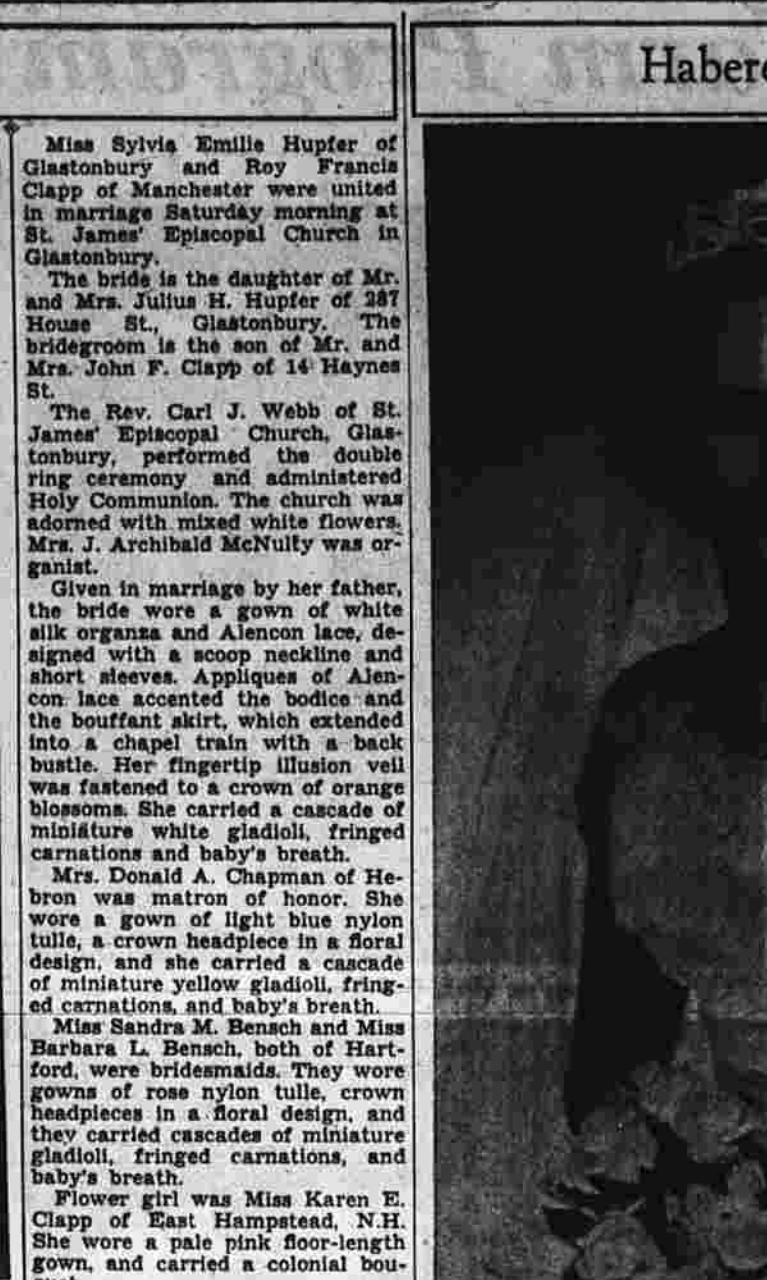 Haber
Miss Sylvia Emilie Hupfer of
Glastonbury and Roy Francis
Clapp of Manchester were united
in marriage Saturday morning at
St. James' Episcopal Church in
Glastonbury.
The bride is the daughter of Mr.
and Mrs. Julius H. Hupfer of 287
House St., Glastonbury. The
bridegroom is the son of Mr. and
Mrs. John F. Clapp of 14 Haynes
St.
The Rev. Carl J. Webb of St.
James' Episcopal Church, Glas-
tonbury, performed the double
ring ceremony and administered
Holy Communion. The church was
adorned with mixed white flowers.
Mrs. J. Archibald McNulty was or-
ganist.
Given in marriage by her father,
the bride wore a gown of white
silk organza and Alencon lace, de-
signed with a scoop neckline and
short sleeves. Appliques of Alen-
con lace accented the bodice and
the bouffant skirt, which extended
into a chapel train with a back
bustle. Her fingertip illusion veil
was fastened to a crown of orange
blossoms. She carried a cascade of
miniature white gladioli, fringed
carnations and baby's breath.
Mrs. Donald A. Chapman of He-
bron was matron of honor. She
wore a gown of light blue nylon
tulle, a crown headpiece in a floral
design, and she carried a cascade
of miniature yellow gladioli, fring-
ed carnations, and baby's breath.
Miss Sandra M. Bensch and Miss
Barbara L. Bensch, both of Hart-
ford, were bridesmaids. They wore
gowns of rose nylon tulle, crown
headpieces in a floral design, and
they carried cascades of miniature
gladioli, fringed carnations, and
baby's breath.
Flower girl was Miss Karen E.
Clapp of East Hampstead, N.H.
She wore a pale pink floor-length
gown, and carried a colonial bou-